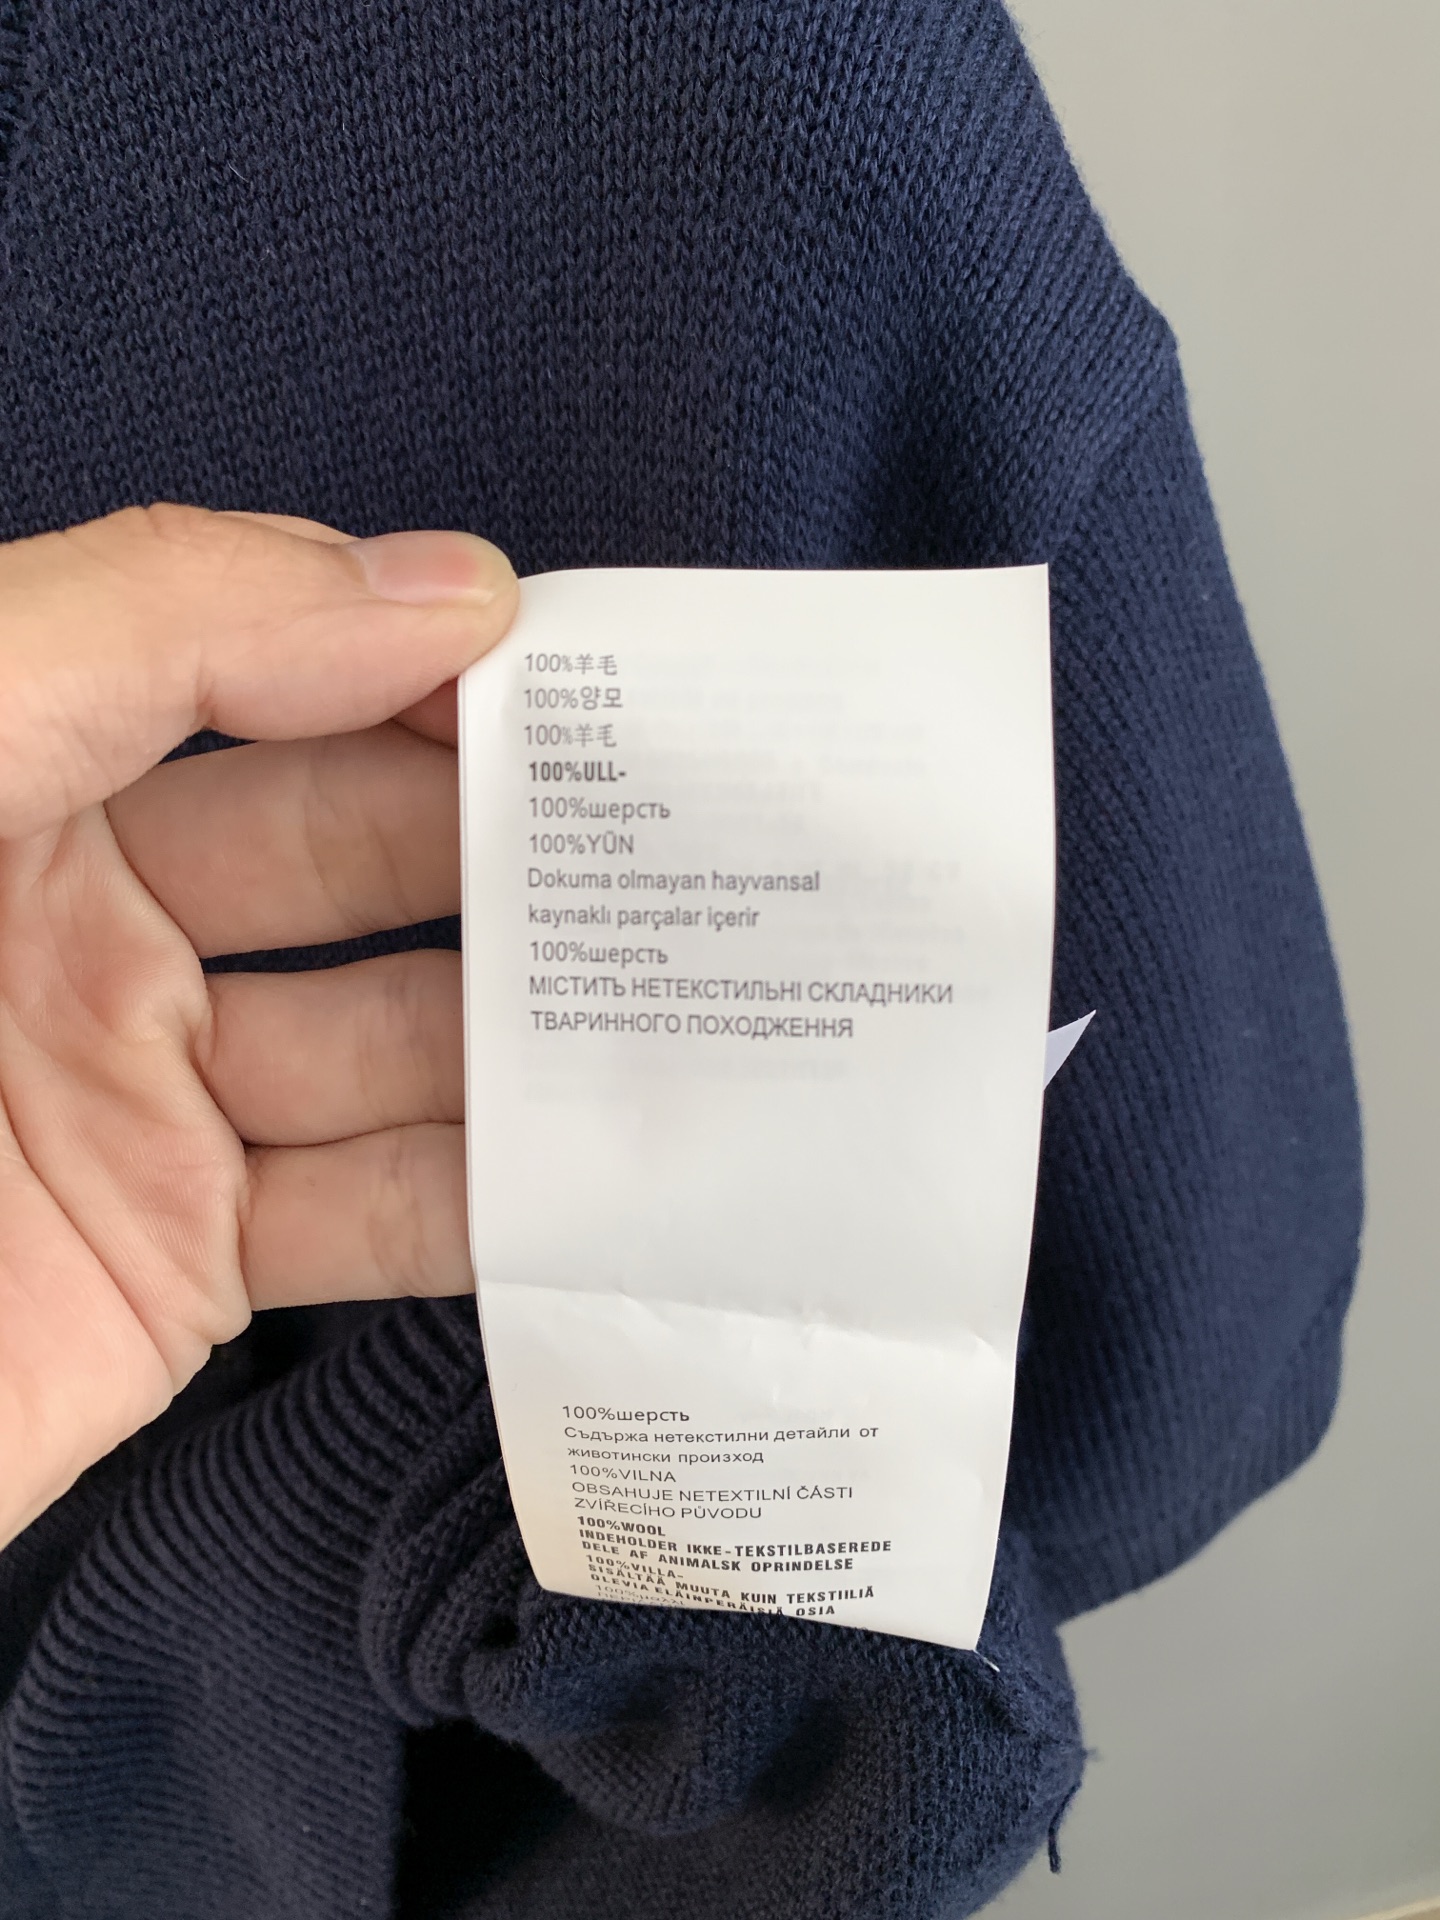 100%羊毛
100%양모
100%羊毛
100%ULL-
100%шерсть
100%YŪN
Dokuma olmayan hayvansal
kaynaklı parçalar içerir
100%шерсть
МІСТИТЬ НЕТЕКСТИЛЬНІ СКЛАДНИКИ
ТВАРИННОГО ПОХОДЖЕННЯ
100%шерсть
Съдържа нетекстилни детайли от
животински произход
100%VILNA
OBSAHUJE NETEXTILNÍ ČÁSTI
ZVÍŘECÍHO PŮVODU
100%WOOL
INDEHOLDER IKKE-TEKSTILBASEREDE
DELE AF ANIMALSK OPRINDELSE
100%VILLA-
SISÄLTÄÄ MUUTA KUIN TEKSTIILIÄ
OLEVIA ELÄINPERÄISIÄ OSIA